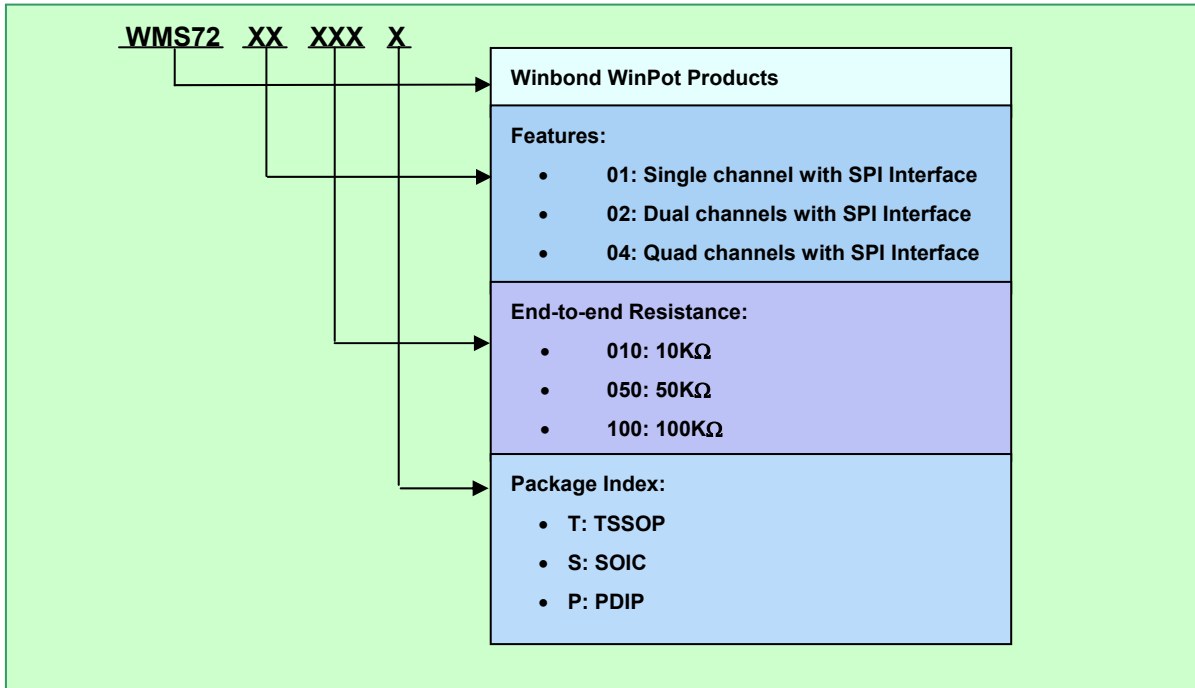 WMS72 XX XXX X
Winbond WinPot Products
Features:
• 01: Single channel with SPI Interface
• 02: Dual channels with SPI Interface
• 04: Quad channels with SPI Interface
End-to-end Resistance:
• 010: 10KΩ
• 050: 50KΩ
• 100: 100KΩ
Package Index:
• T: TSSOP
• S: SOIC
• P: PDIP